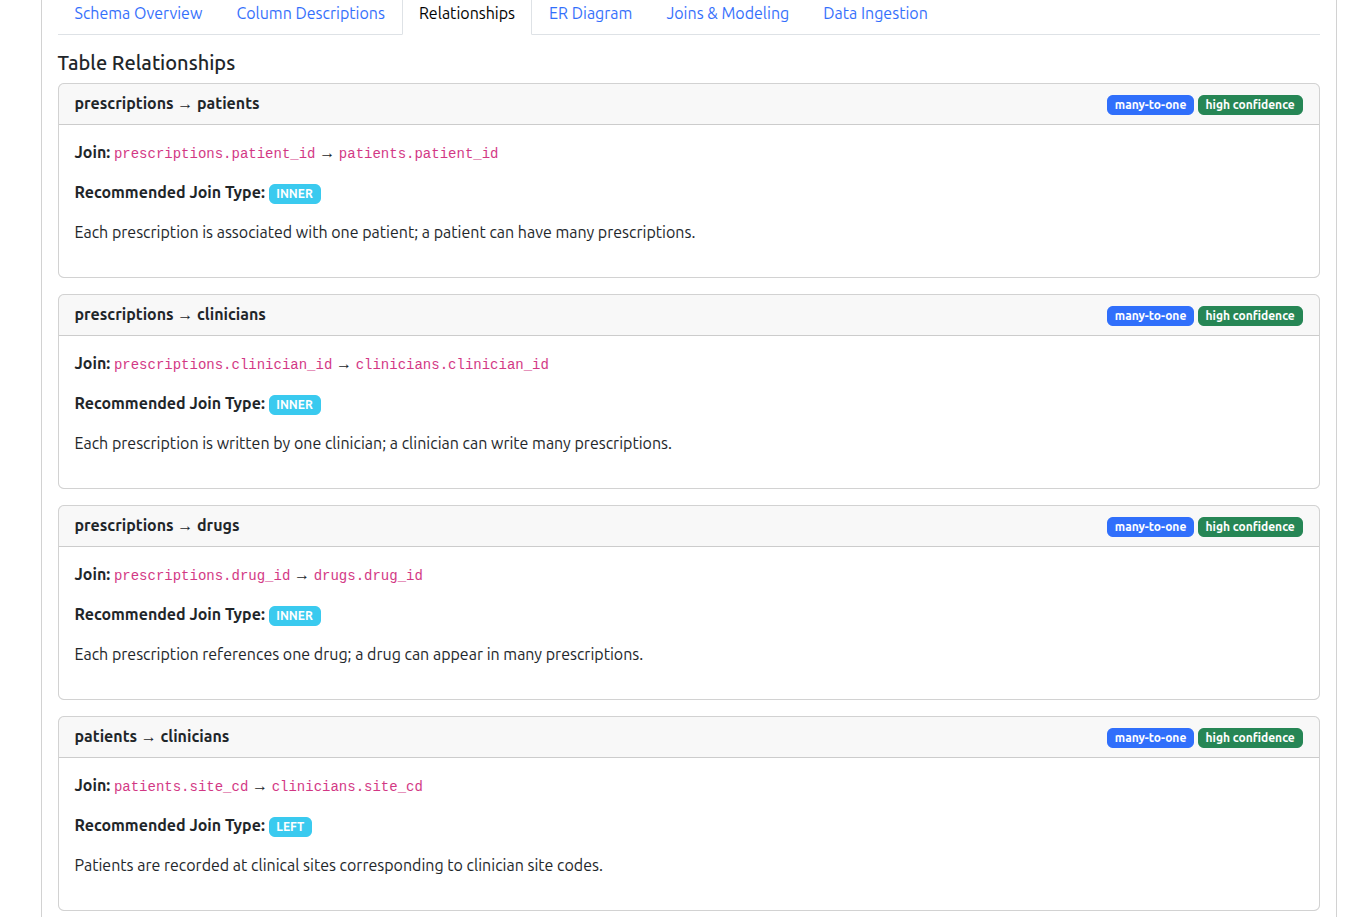 Schema Overview Column Descriptions Relationships ER Diagram Joins & Modeling Data Ingestion
Table Relationships
prescriptions → patients many-to-one high confidence
Join: prescriptions.patient_id → patients.patient_id
Recommended Join Type: INNER
Each prescription is associated with one patient; a patient can have many prescriptions.
prescriptions → clinicians many-to-one high confidence
Join: prescriptions.clinician_id → clinicians.clinician_id
Recommended Join Type: INNER
Each prescription is written by one clinician; a clinician can write many prescriptions.
prescriptions → drugs many-to-one high confidence
Join: prescriptions.drug_id → drugs.drug_id
Recommended Join Type: INNER
Each prescription references one drug; a drug can appear in many prescriptions.
patients → clinicians many-to-one high confidence
Join: patients.site_cd → clinicians.site_cd
Recommended Join Type: LEFT
Patients are recorded at clinical sites corresponding to clinician site codes.